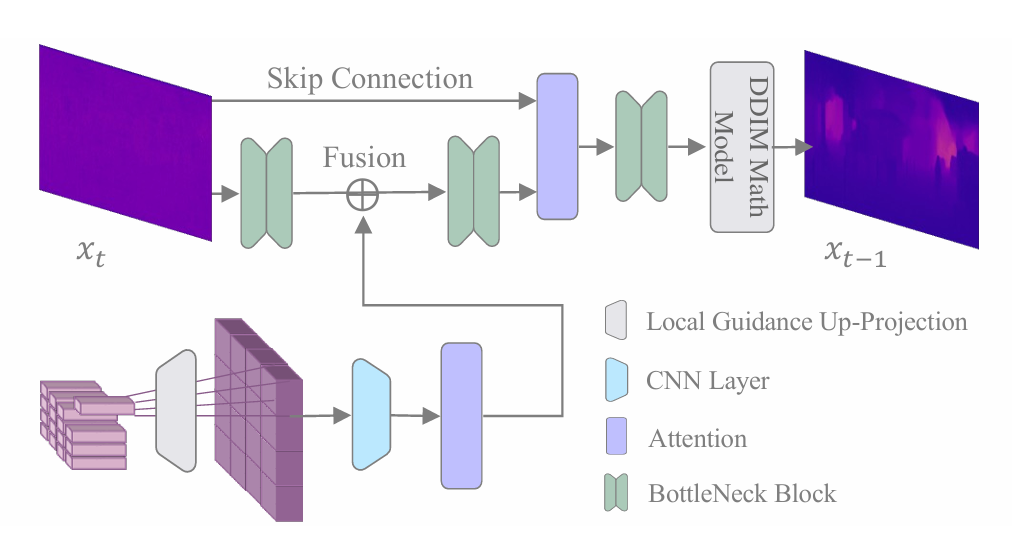 Skip Connection
Fusion
DDIM Math
Model
x_t
x_{t-1}
Local Guidance Up-Projection
CNN Layer
Attention
BottleNeck Block